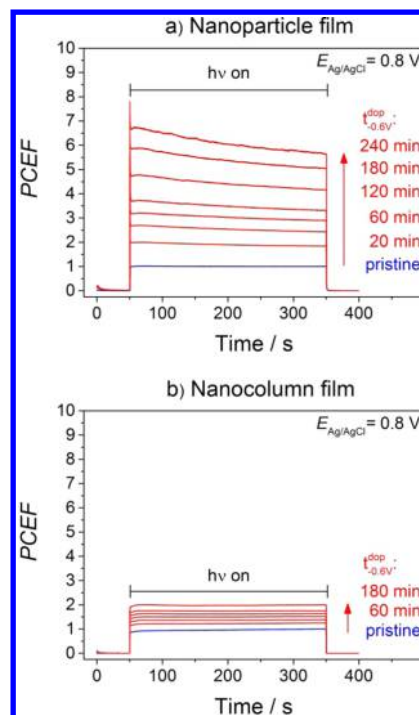 a) Nanoparticle film
hν on
E_Ag/AgCl = 0.8 V
t^dop_-0.6V:
240 min
180 min
120 min
60 min
20 min
pristine
PCEF
10
9
8
7
6
5
4
3
2
1
0
0 100 200 300 400
Time / s
b) Nanocolumn film
E_Ag/AgCl = 0.8 V
hν on
t^dop_-0.6V:
180 min
60 min
pristine
PCEF
10
9
8
7
6
5
4
3
2
1
0
0 100 200 300 400
Time / s